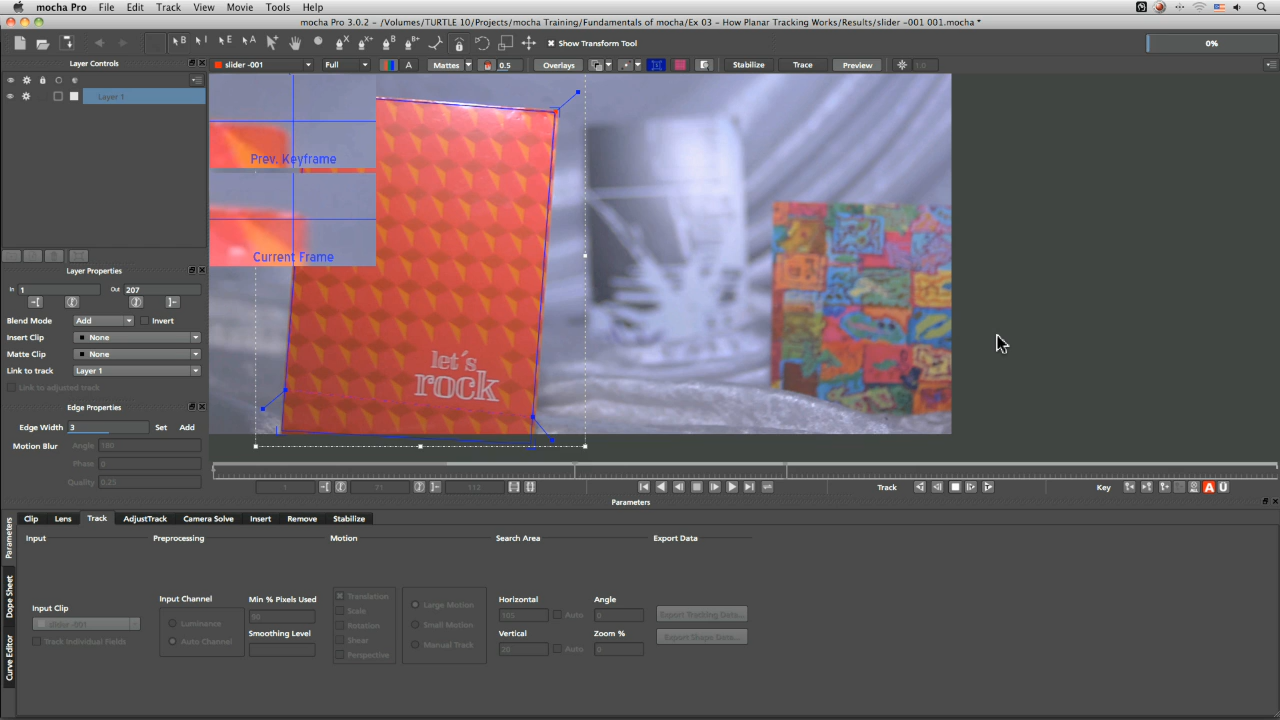 mocha Pro File Edit Track View Movie Tools Help
/Volumes/TURTLE 10/Projects/mocha Training/Fundamentals of mocha/Ex 03 - How Planar Tracking Works/Results/slider -001 001.mocha *
B I E A X X+ B B+ Show Transform Tool 0%
Layer Controls slider -001 Full A Mattes 0.5 Overlays Stabilize Trace Preview 1.0
Layer 1
Prev. Keyframe
Current Frame
let's
rock
Layer Properties
In 1 Out 207
Blend Mode Add Invert
Insert Clip None
Matte Clip None
Link to track Layer 1
Link to adjusted track
Edge Properties
Edge Width 3 Set Add
Motion Blur Angle 180
Phase 0
Quality 0.25
1 71 112 Track Key A U
Parameters
Clip Lens Track AdjustTrack Camera Solve Insert Remove Stabilize
Parameters
Dope Sheet
Curve Editor
Input Preprocessing Motion Search Area Export Data
Input Clip
slider -001
Track Individual Fields
Input Channel
Luminance
Auto Channel
Min % Pixels Used
90
Smoothing Level
Translation
Scale
Rotation
Shear
Perspective
Large Motion
Small Motion
Manual Track
Horizontal
Auto
Vertical
20 Auto
Angle
0
Zoom %
0
Export Tracking Data...
Export Shape Data...